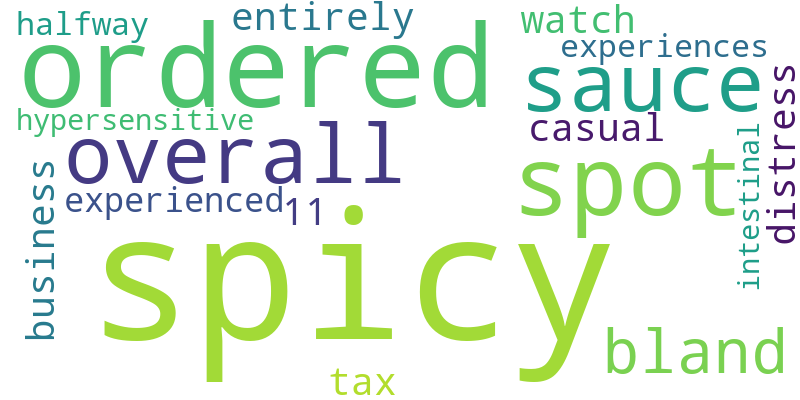 halfway
entirely
watch
ordered
experiences
sauce
hypersensitive
casual
overall
spot
intestinal
distress
business
experienced
11
spicy
bland
tax